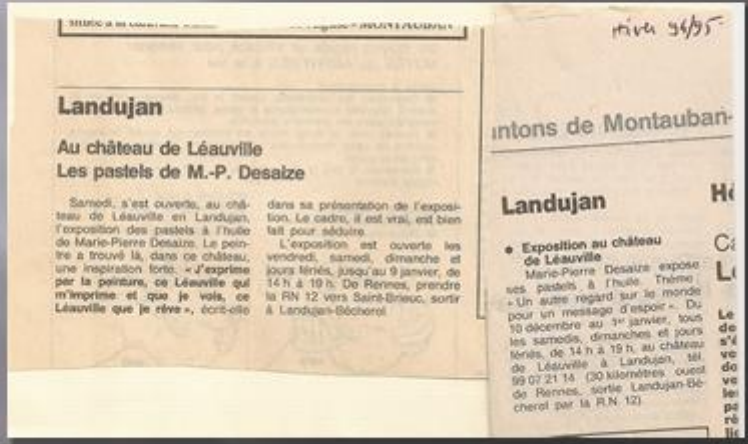 l'église - MONTAUBAN
Hiver 94/95
Landujan
Au château de Léauville
Les pastels de M.-P. Desaize
Samedi, s'est ouverte, au châ-
teau de Léauville en Landujan,
l'exposition des pastels à l'huile
de Marie-Pierre Desaize. Le pein-
tre a trouvé là, dans ce château,
une inspiration forte. « J'exprime
par la peinture, ce Léauville qui
m'imprime et que je vois, ce
Léauville que je rêve », écrit-elle
dans sa présentation de l'exposi-
tion. Le cadre, il est vrai, est bien
fait pour séduire.
L'exposition est ouverte les
vendredi, samedi, dimanche et
jours fériés, jusqu'au 9 janvier, de
14 h à 19 h. De Rennes, prendre
la RN 12 vers Saint-Brieuc, sortir
à Landujan-Bécherel
ntons de Montauban-
Landujan
• Exposition au château
de Léauville
Marie-Pierre Desaize expose
ses pastels à l'huile. Thème :
« Un autre regard sur le monde
pour un message d'espoir ». Du
10 décembre au 1er janvier, tous
les samedis, dimanches et jours
fériés, de 14 h à 19 h, au château
de Léauville à Landujan, tél.
99 07 21 14 (30 kilomètres ouest
de Rennes, sortie Landujan-Bé-
cherel par la R.N. 12)